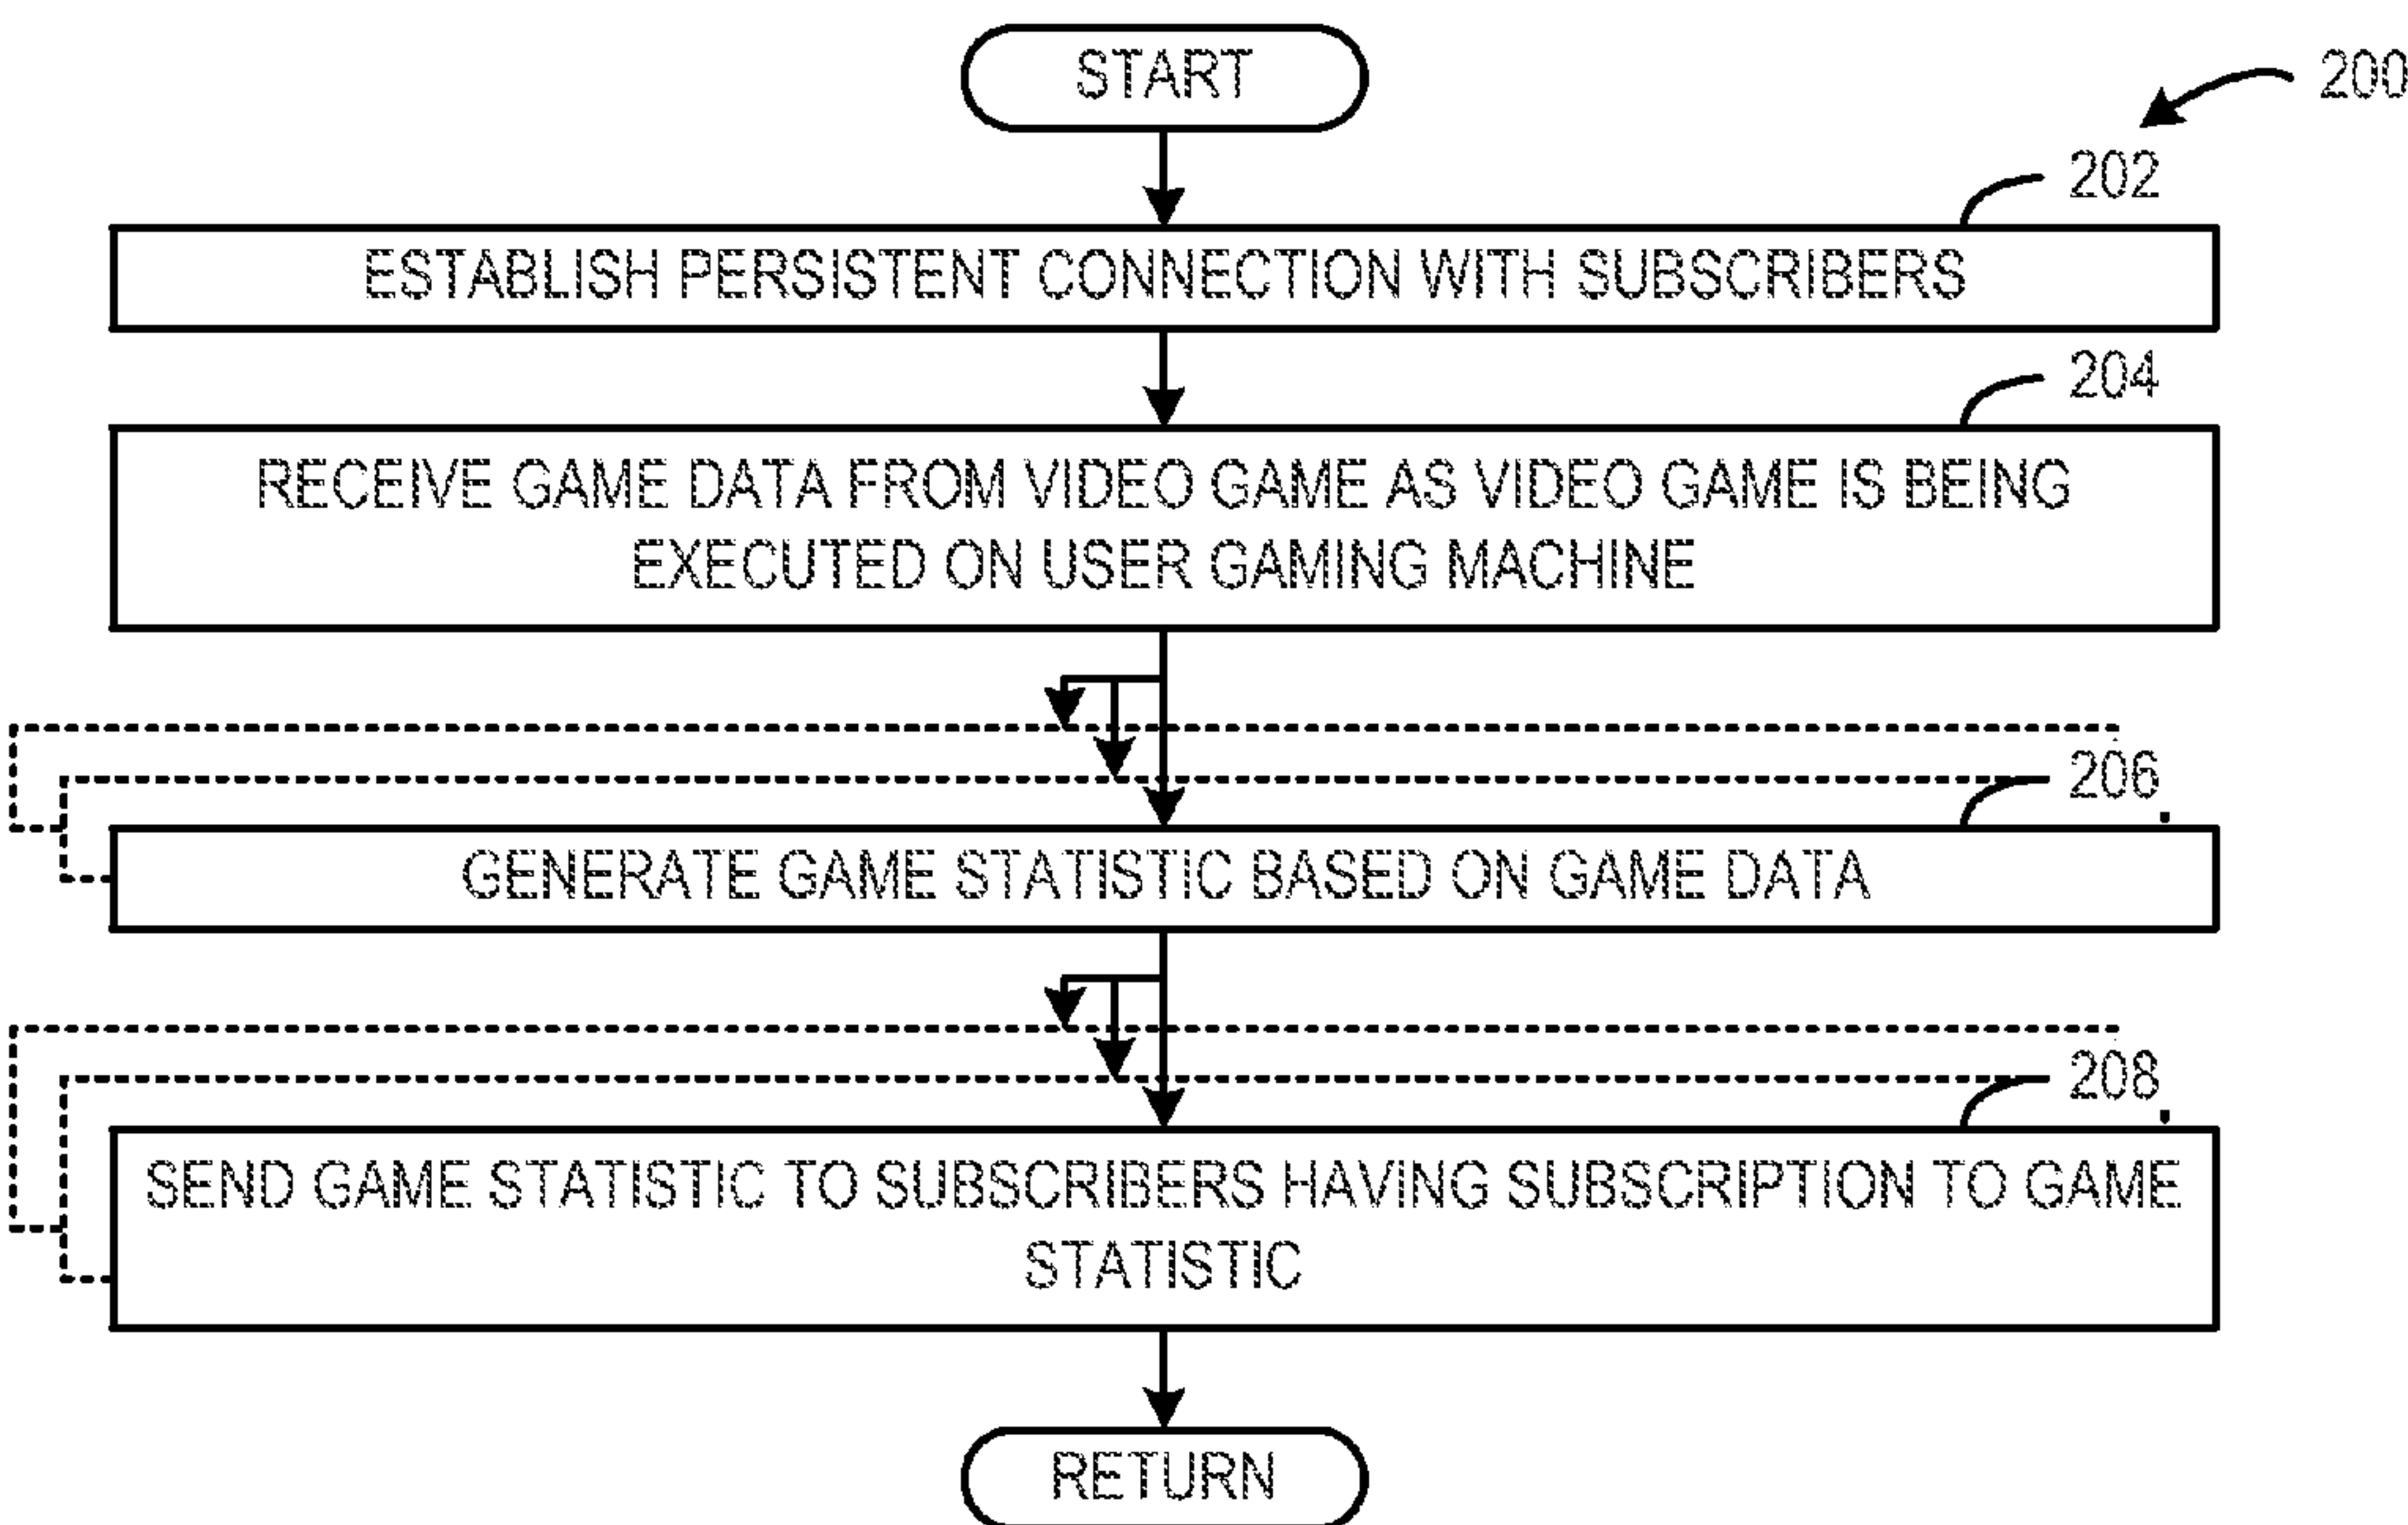 START
200
202
ESTABLISH PERSISTENT CONNECTION WITH SUBSCRIBERS
204
RECEIVE GAME DATA FROM VIDEO GAME AS VIDEO GAME IS BEING
EXECUTED ON USER GAMING MACHINE
206
GENERATE GAME STATISTIC BASED ON GAME DATA
208
SEND GAME STATISTIC TO SUBSCRIBERS HAVING SUBSCRIPTION TO GAME
STATISTIC
RETURN